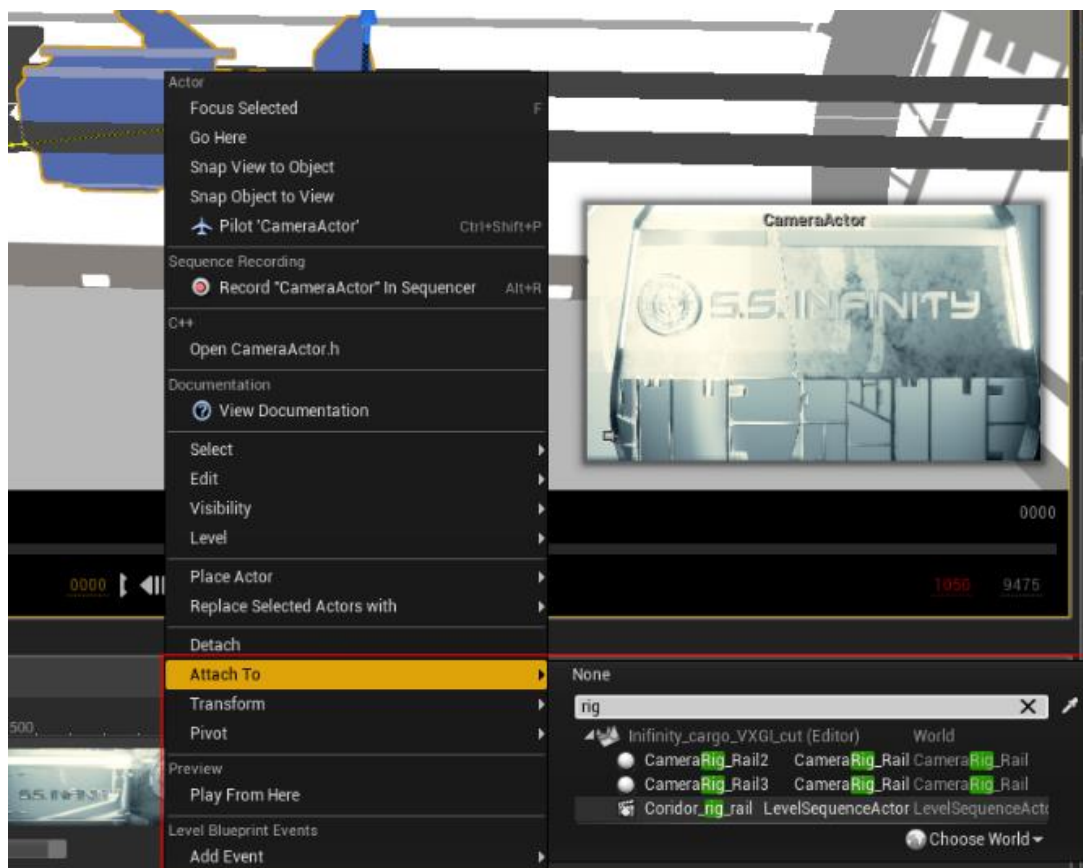 Actor
Focus Selected F
Go Here
Snap View to Object
Snap Object to View
Pilot 'CameraActor' Ctrl+Shift+P
Sequence Recording
Record "CameraActor" In Sequencer Alt+R
C++
Open CameraActor.h
Documentation
View Documentation
Select
Edit
Visibility
Level
Place Actor
Replace Selected Actors with
Detach
Attach To
Transform
Pivot
Preview
Play From Here
Level Blueprint Events
Add Event
CameraActor
S.S. INFINITY
0000
0000 1050 9475
500
S.S. INFINITY
None
rig
Inifinity_cargo_VXGI_cut (Editor) World
CameraRig_Rail2 CameraRig_Rail CameraRig_Rail
CameraRig_Rail3 CameraRig_Rail CameraRig_Rail
Coridor_rig_rail LevelSequenceActor LevelSequenceActo
Choose World